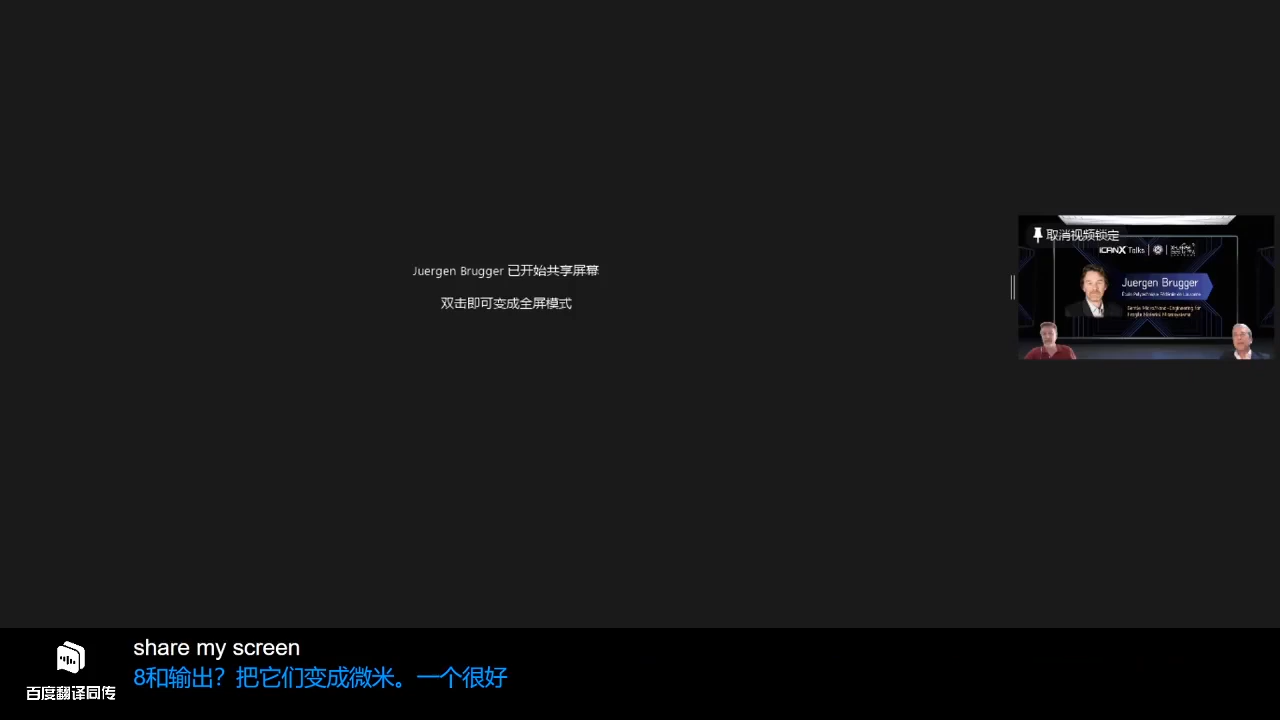 Juergen Brugger 已开始共享屏幕
双击即可变成全屏模式
取消视频锁定
iCANX Talks
Juergen Brugger
share my screen
8和输出？把它们变成微米。一个很好
百度翻译同传